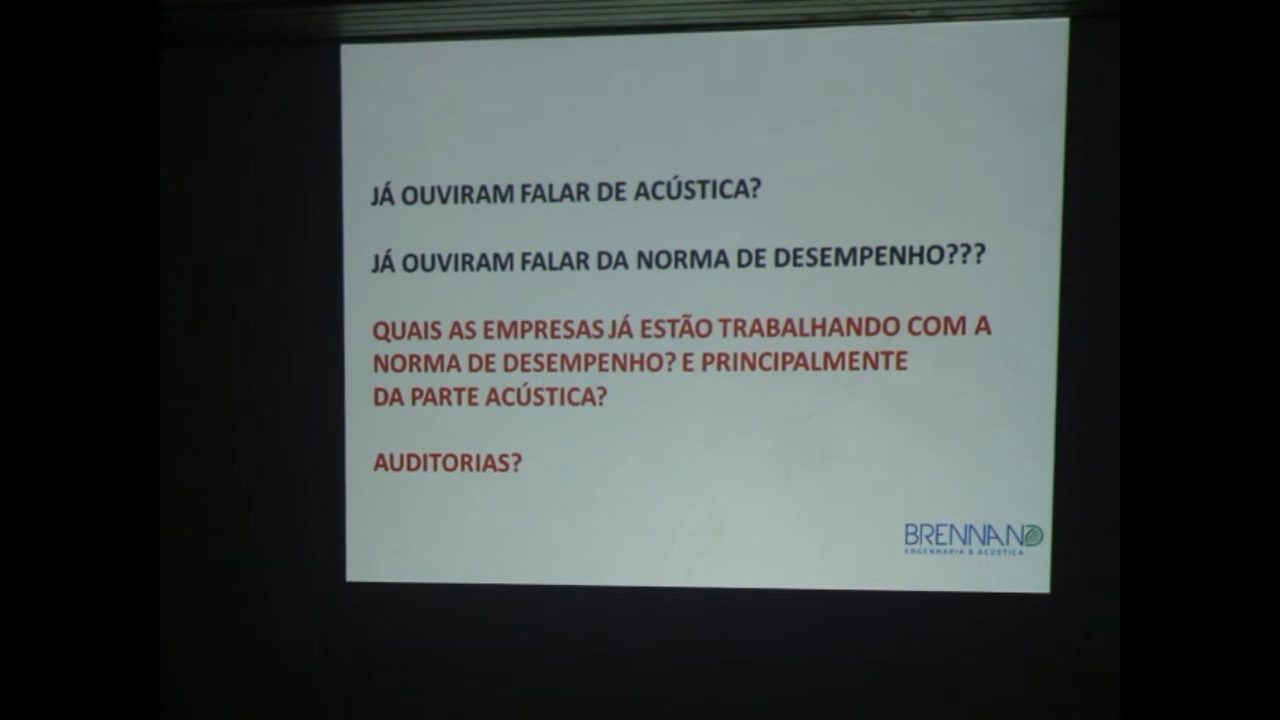 JÁ OUVIRAM FALAR DE ACÚSTICA?
JÁ OUVIRAM FALAR DA NORMA DE DESEMPENHO???
QUAIS AS EMPRESAS JÁ ESTÃO TRABALHANDO COM A
NORMA DE DESEMPENHO? E PRINCIPALMENTE
DA PARTE ACÚSTICA?
AUDITORIAS?
BRENNAND
ENGENHARIA & ACÚSTICA